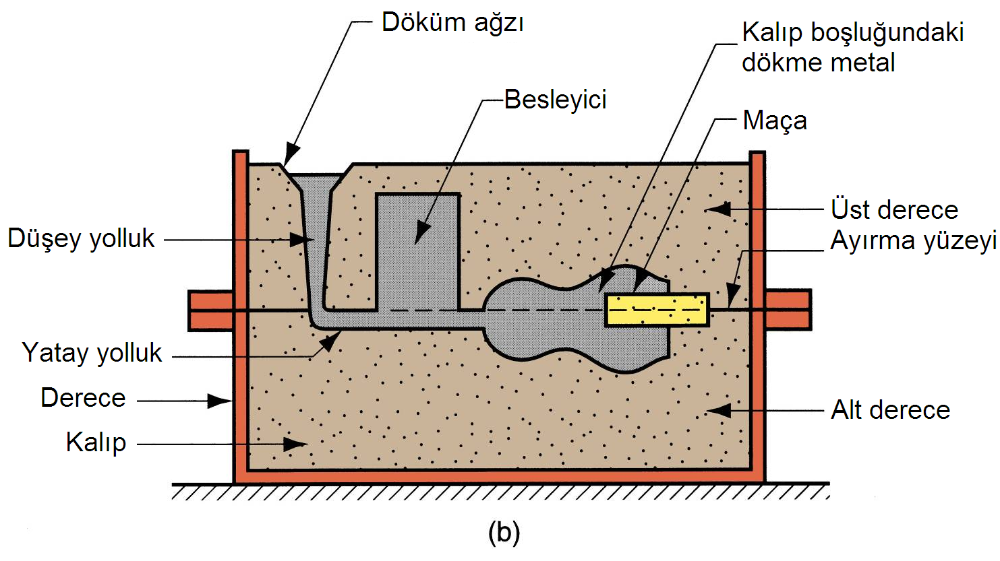 Döküm ağzı
Kalıp boşluğundaki
dökme metal
Besleyici
Maça
Üst derece
Düşey yolluk
Ayırma yüzeyi
Yatay yolluk
Derece
Alt derece
Kalıp
(b)